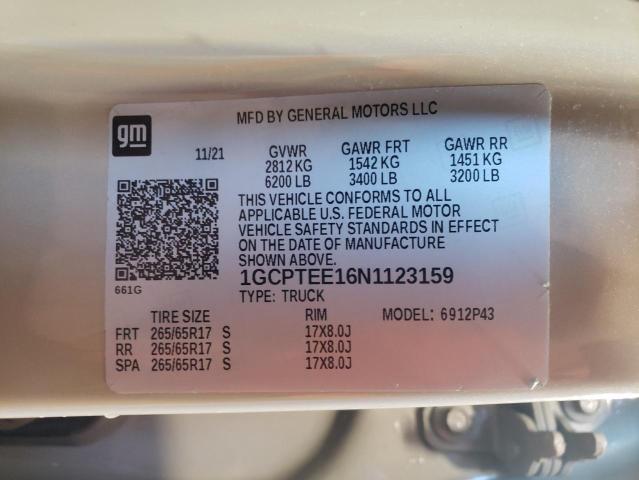 MFD BY GENERAL MOTORS LLC
gm
11/21 GVWR GAWR FRT GAWR RR
2812 KG 1542 KG 1451 KG
6200 LB 3400 LB 3200 LB
THIS VEHICLE CONFORMS TO ALL
APPLICABLE U.S. FEDERAL MOTOR
VEHICLE SAFETY STANDARDS IN EFFECT
ON THE DATE OF MANUFACTURE
SHOWN ABOVE.
661G
1GCPTEE16N1123159
TYPE: TRUCK
TIRE SIZE RIM MODEL: 6912P43
FRT 265/65R17 S 17X8.0J
RR 265/65R17 S 17X8.0J
SPA 265/65R17 S 17X8.0J